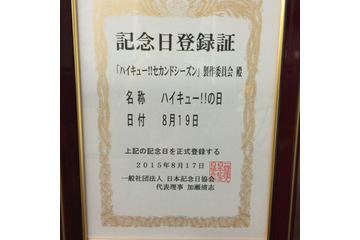 記念日登録証
「ハイキュー!!セカンドシーズン」製作委員会 殿
名称 ハイキュー!!の日
日付 8月19日
上記の記念日を正式登録する
2015年8月17日
一般社団法人 日本記念日協会
代表理事 加瀬清志